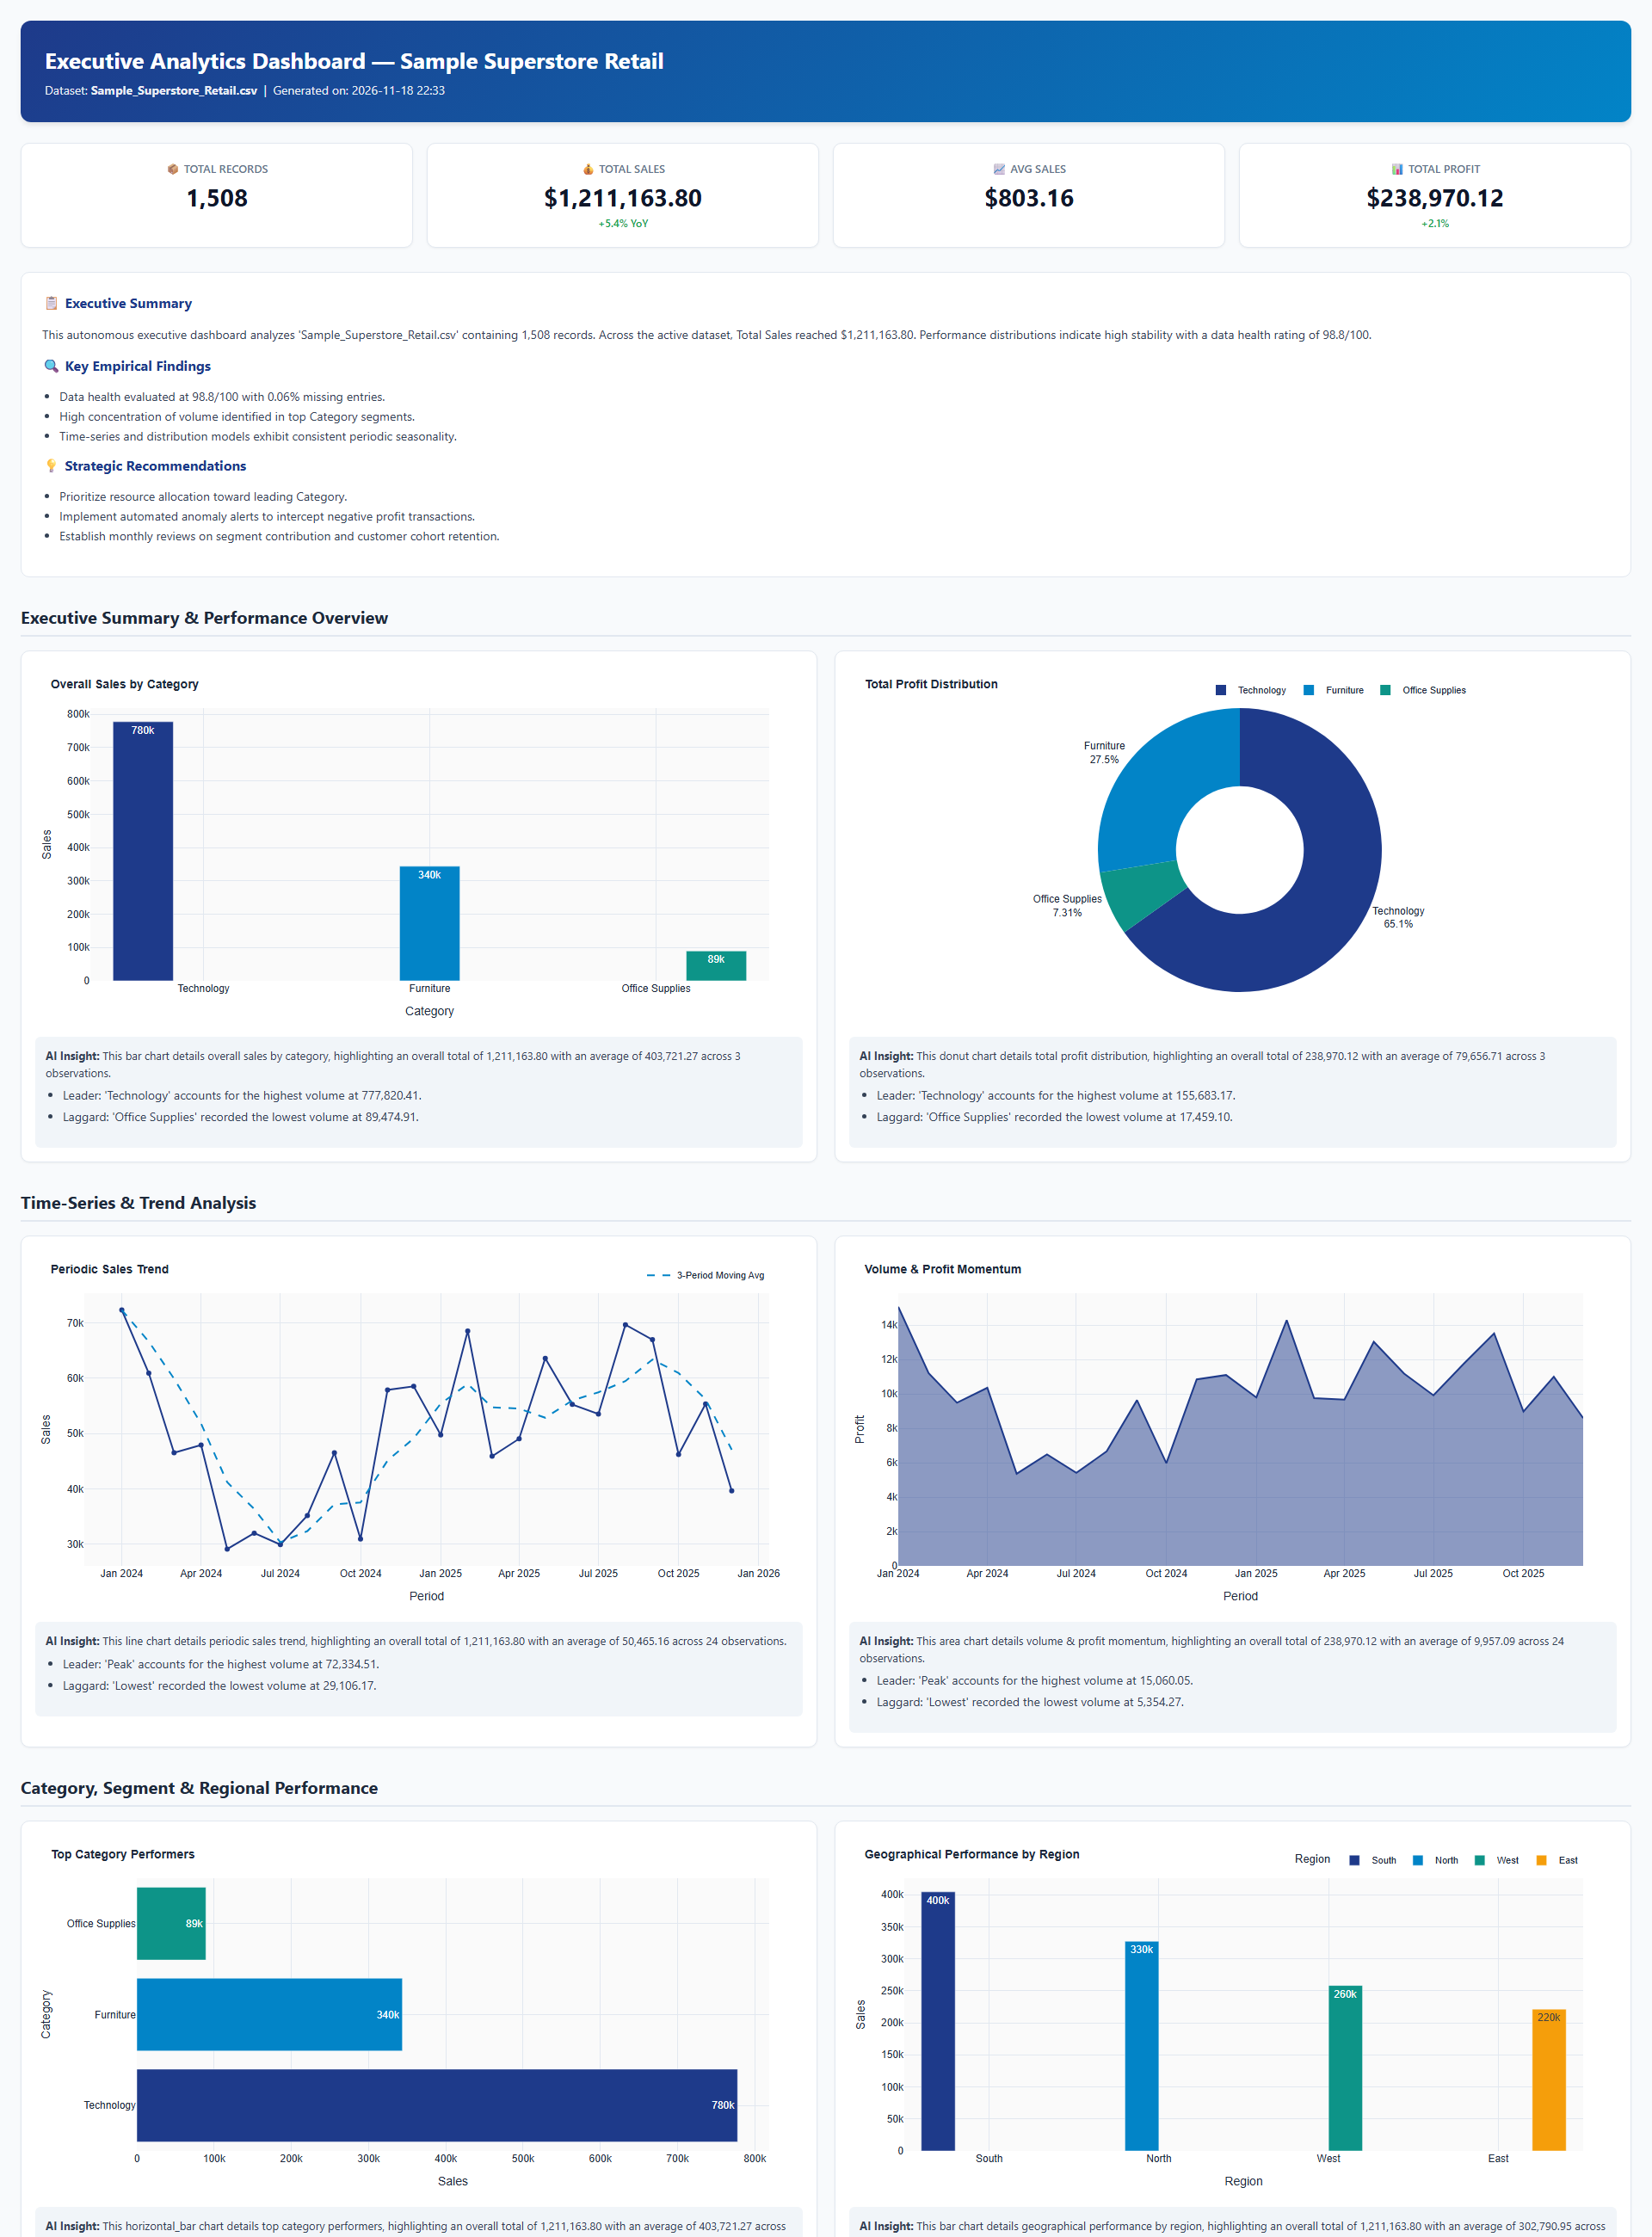 Executive Analytics Dashboard — Sample Superstore Retail
Dataset: Sample_Superstore_Retail.csv | Generated on: 2026-11-18 22:33
TOTAL RECORDS
1,508
TOTAL SALES
$1,211,163.80
+5.4% YoY
AVG SALES
$803.16
TOTAL PROFIT
$238,970.12
+2.1%
Executive Summary
This autonomous executive dashboard analyzes 'Sample_Superstore_Retail.csv' containing 1,508 records. Across the active dataset, Total Sales reached $1,211,163.80. Performance distributions indicate high stability with a data health rating of 98.8/100.
Key Empirical Findings
• Data health evaluated at 98.8/100 with 0.06% missing entries.
• High concentration of volume identified in top Category segments.
• Time-series and distribution models exhibit consistent periodic seasonality.
Strategic Recommendations
• Prioritize resource allocation toward leading Category.
• Implement automated anomaly alerts to intercept negative profit transactions.
• Establish monthly reviews on segment contribution and customer cohort retention.
Executive Summary & Performance Overview
Overall Sales by Category
800k
700k
600k
500k
400k
300k
200k
100k
0
Sales
780k
340k
89k
Technology
Furniture
Office Supplies
Category
AI Insight: This bar chart details overall sales by category, highlighting an overall total of 1,211,163.80 with an average of 403,721.27 across 3
observations.
• Leader: 'Technology' accounts for the highest volume at 777,820.41.
• Laggard: 'Office Supplies' recorded the lowest volume at 89,474.91.
Total Profit Distribution
Technology
Furniture
Office Supplies
Furniture
27.5%
Office Supplies
7.31%
Technology
65.1%
AI Insight: This donut chart details total profit distribution, highlighting an overall total of 238,970.12 with an average of 79,656.71 across 3
observations.
• Leader: 'Technology' accounts for the highest volume at 155,683.17.
• Laggard: 'Office Supplies' recorded the lowest volume at 17,459.10.
Time-Series & Trend Analysis
Periodic Sales Trend
3-Period Moving Avg
70k
60k
50k
40k
30k
Sales
Jan 2024
Apr 2024
Jul 2024
Oct 2024
Jan 2025
Apr 2025
Jul 2025
Oct 2025
Jan 2026
Period
AI Insight: This line chart details periodic sales trend, highlighting an overall total of 1,211,163.80 with an average of 50,465.16 across 24 observations.
• Leader: 'Peak' accounts for the highest volume at 72,334.51.
• Laggard: 'Lowest' recorded the lowest volume at 29,106.17.
Volume & Profit Momentum
14k
12k
10k
8k
6k
4k
2k
0
Profit
Jan 2024
Apr 2024
Jul 2024
Oct 2024
Jan 2025
Apr 2025
Jul 2025
Oct 2025
Period
AI Insight: This area chart details volume & profit momentum, highlighting an overall total of 238,970.12 with an average of 9,957.09 across 24
observations.
• Leader: 'Peak' accounts for the highest volume at 15,060.05.
• Laggard: 'Lowest' recorded the lowest volume at 5,354.27.
Category, Segment & Regional Performance
Top Category Performers
Office Supplies
89k
Furniture
340k
Technology
780k
Category
0
100k
200k
300k
400k
500k
600k
700k
800k
Sales
AI Insight: This horizontal_bar chart details top category performers, highlighting an overall total of 1,211,163.80 with an average of 403,721.27 across
Geographical Performance by Region
Region
South
North
West
East
400k
350k
300k
250k
200k
150k
100k
50k
0
Sales
400k
330k
260k
220k
South
North
West
East
Region
AI Insight: This bar chart details geographical performance by region, highlighting an overall total of 1,211,163.80 with an average of 302,790.95 across